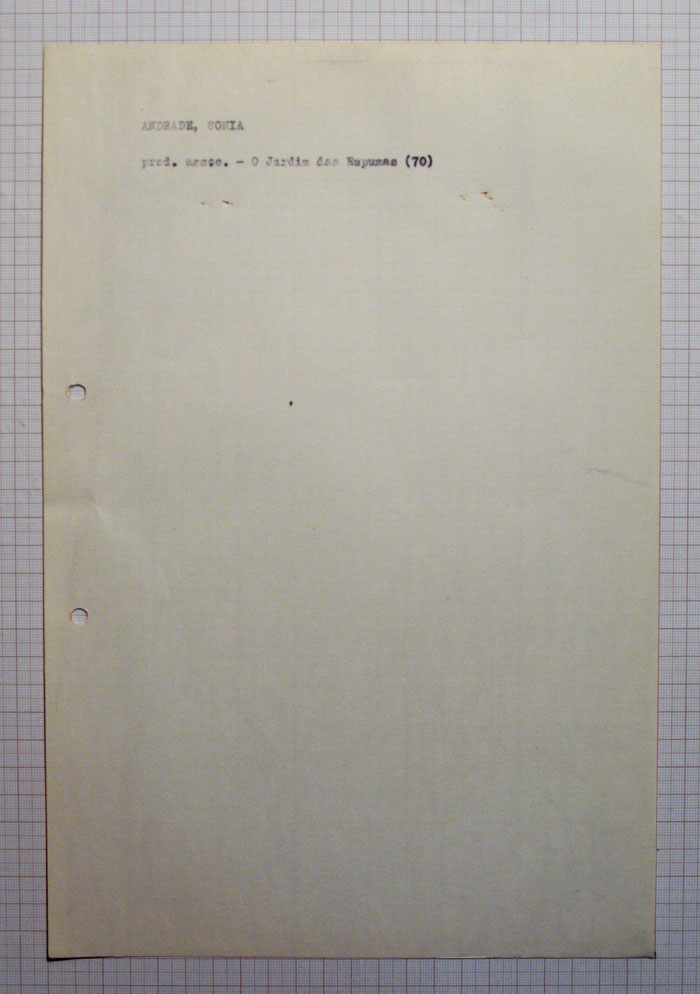 ANDRADE, SONIA
prod. assoc. - O Jardim das Espumas (70)